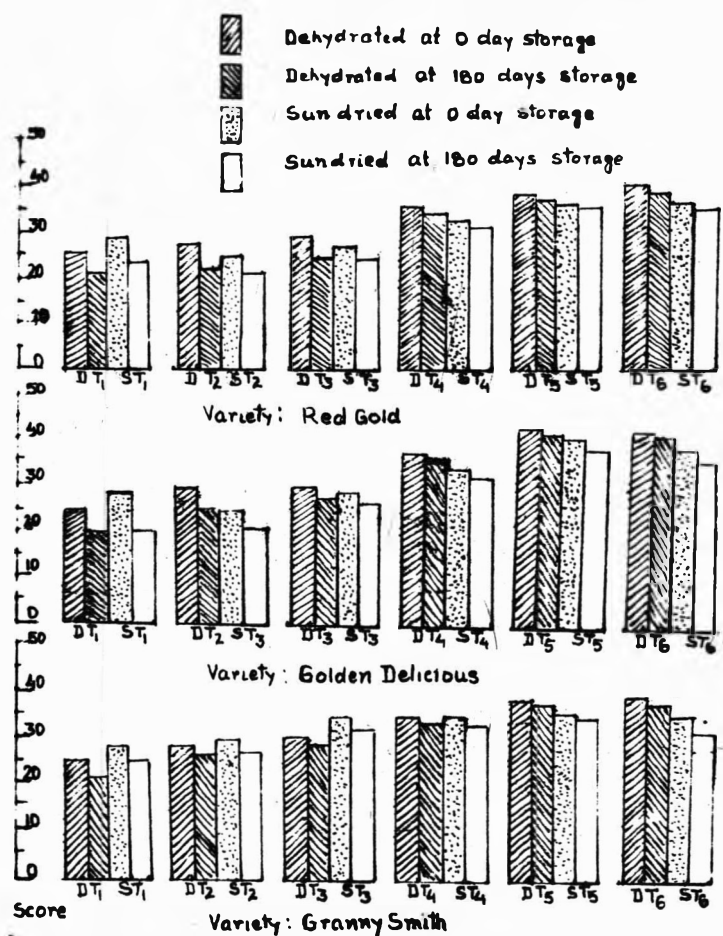 Dehydrated at 0 day storage
Dehydrated at 180 days storage
Sundried at 0 day storage
Sundried at 180 days storage
50
40
30
20
10
0
DT1 ST1 DT2 ST2 DT3 ST3 DT4 ST4 DT5 ST5 DT6 ST6
Variety: Red Gold
50
40
30
20
10
0
DT1 ST1 DT2 ST3 DT3 ST3 DT4 ST4 DT5 ST5 DT6 ST6
Variety: Golden Delicious
50
40
30
20
10
0
DT1 ST1 DT2 ST2 DT3 ST3 DT4 ST4 DT5 ST5 DT6 ST6
Score
Variety: Granny Smith